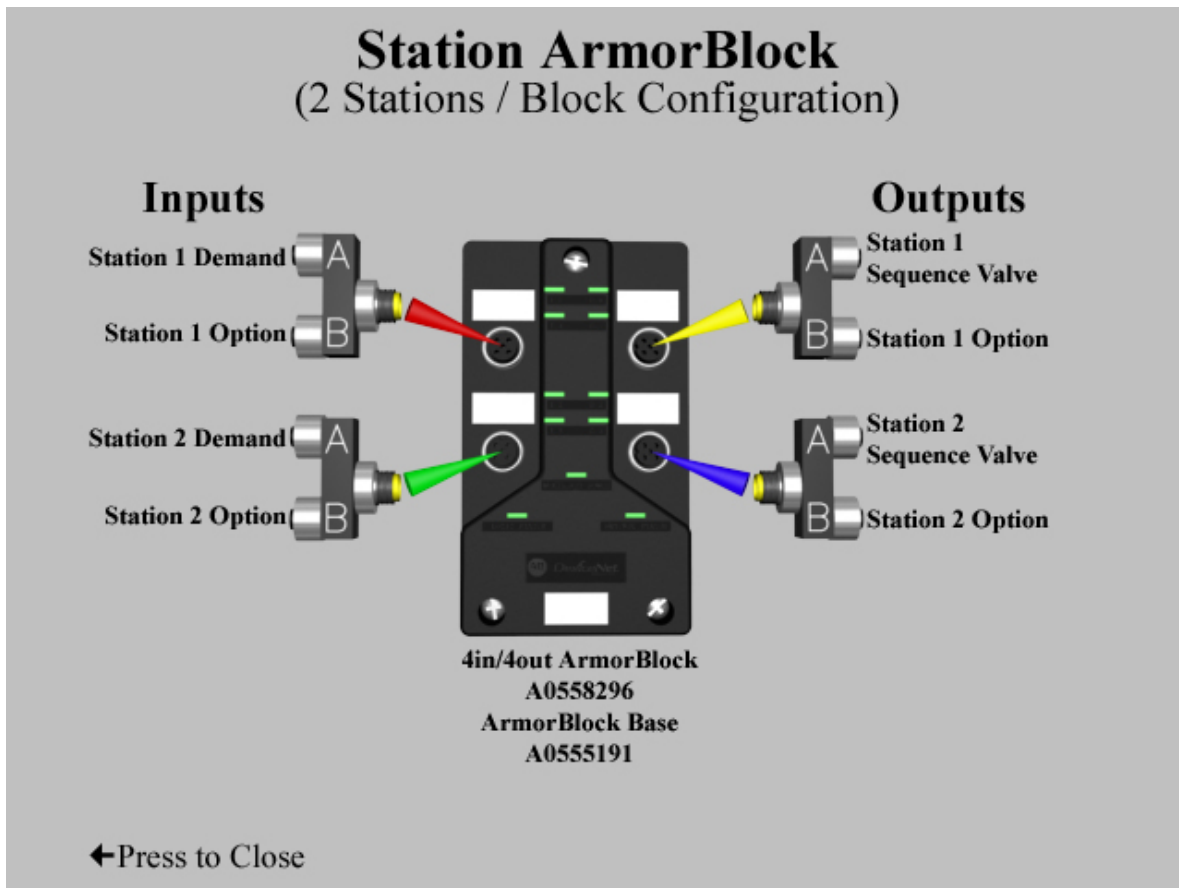 Station ArmorBlock
(2 Stations / Block Configuration)
Inputs
Outputs
Station 1 Demand
A
Station 1 Option
B
A
Station 1
Sequence Valve
B
Station 1 Option
Station 2 Demand
A
Station 2 Option
B
A
Station 2
Sequence Valve
B
Station 2 Option
DeviceNet
4in/4out ArmorBlock
A0558296
ArmorBlock Base
A0555191
←Press to Close